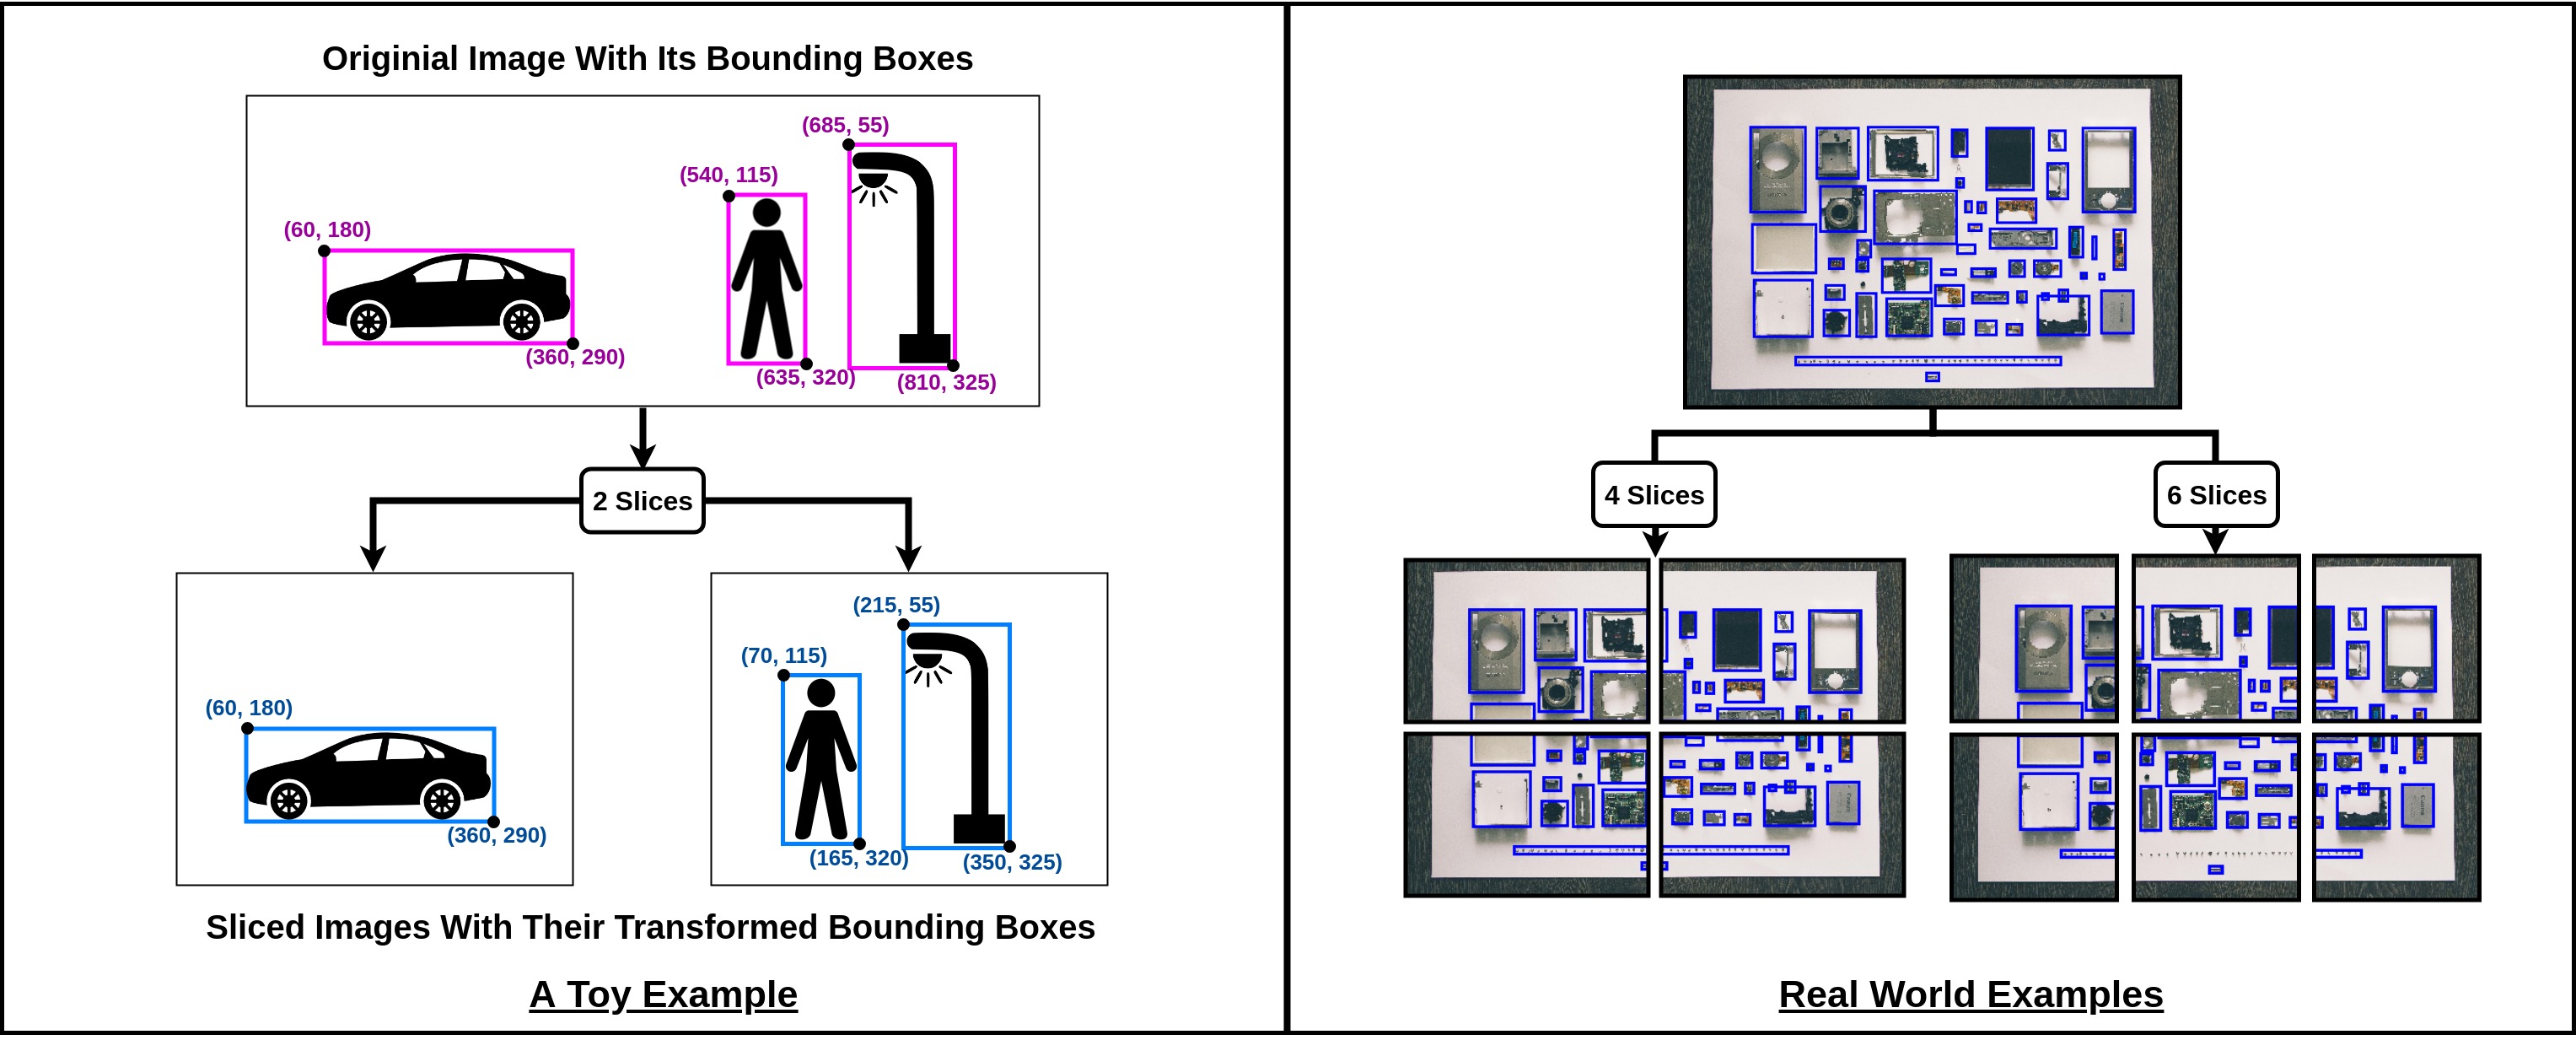 Originial Image With Its Bounding Boxes
(685, 55)
(540, 115)
(60, 180)
(360, 290)
(635, 320)
(810, 325)
2 Slices
(215, 55)
(70, 115)
(60, 180)
(360, 290)
(165, 320)
(350, 325)
Sliced Images With Their Transformed Bounding Boxes
A Toy Example
4 Slices
6 Slices
Real World Examples